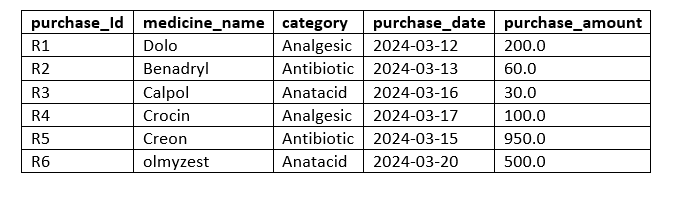 purchase_Id medicine_name category purchase_date purchase_amount
R1 Dolo Analgesic 2024-03-12 200.0
R2 Benadryl Antibiotic 2024-03-13 60.0
R3 Calpol Anatacid 2024-03-16 30.0
R4 Crocin Analgesic 2024-03-17 100.0
R5 Creon Antibiotic 2024-03-15 950.0
R6 olmyzest Anatacid 2024-03-20 500.0